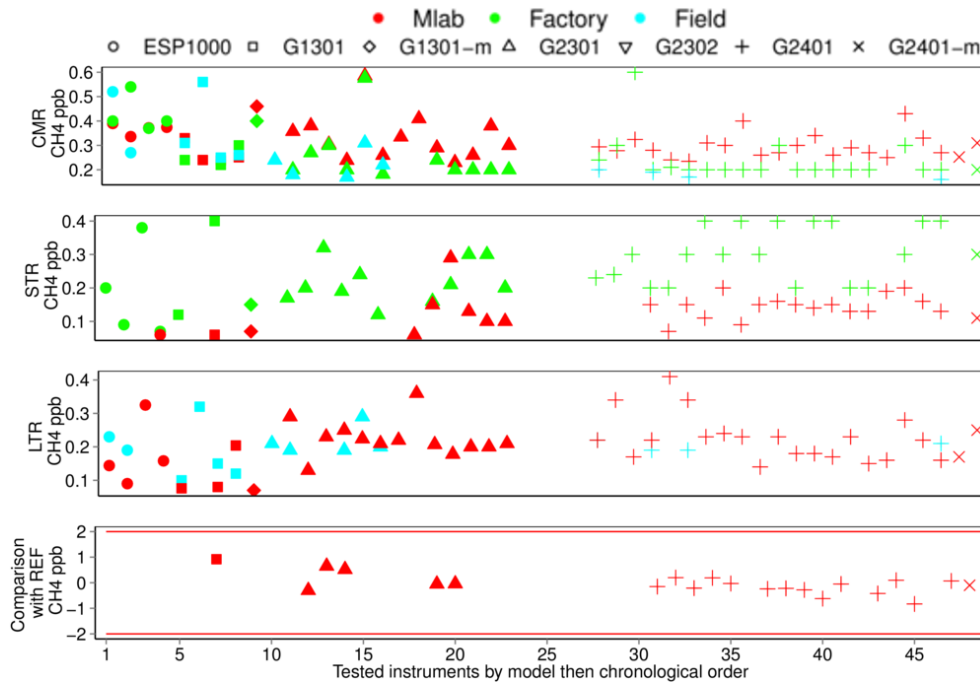 Mlab Factory Field
ESP1000 G1301 G1301−m G2301 G2302 G2401 G2401−m
CMR
CH4 ppb
0.6
0.5
0.4
0.3
0.2
STR
CH4 ppb
0.4
0.3
0.2
0.1
LTR
CH4 ppb
0.4
0.3
0.2
0.1
Comparison
with REF
CH4 ppb
2
1
0
−1
−2
1 5 10 15 20 25 30 35 40 45
Tested instruments by model then chronological order